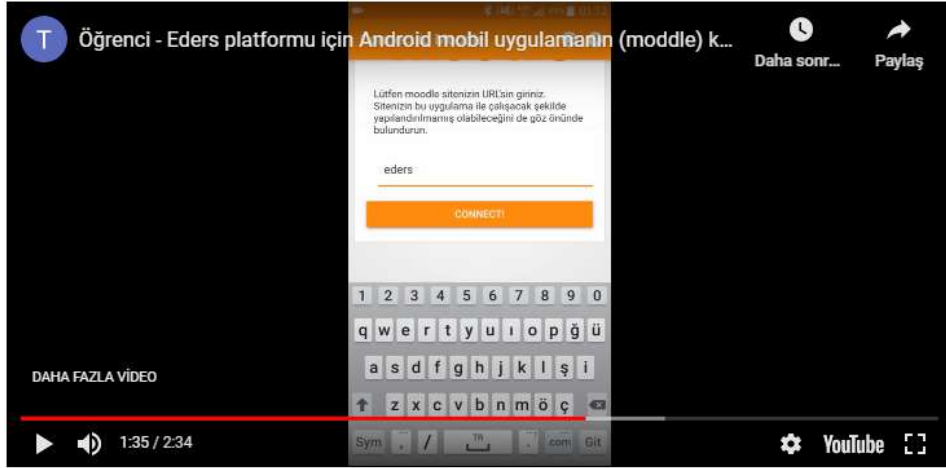 T
Öğrenci - Eders platformu için Android mobil uygulamanın (moddle) k...
Daha sonr...
Paylaş
Lütfen moodle sitenizin URL'sin giriniz.
Sitenizin bu uygulama ile çalışacak şekilde
yapılandırılmamış olabileceğini de göz önünde
bulundurun.
eders
CONNECT!
1 2 3 4 5 6 7 8 9 0
q w e r t y u ı o p ğ ü
a s d f g h j k l ş i
z x c v b n m ö ç
Sym , / TR . .com Git
DAHA FAZLA VİDEO
1:35 / 2:34
YouTube